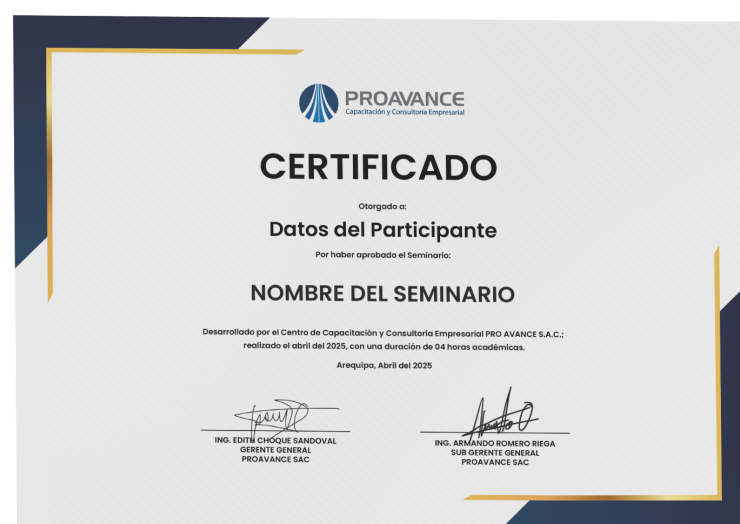 PROAVANCE
Capacitación y Consultoria Empresarial
CERTIFICADO
Otorgado a:
Datos del Participante
Por haber aprobado el Seminario:
NOMBRE DEL SEMINARIO
Desarrollado por el Centro de Capacitación y Consultoría Empresarial PRO AVANCE S.A.C.;
realizado el abril del 2025, con una duración de 04 horas académicas.
Arequipa, Abril del 2025
ING. EDITH CHOQUE SANDOVAL
GERENTE GENERAL
PROAVANCE SAC
ING. ARMANDO ROMERO RIEGA
SUB GERENTE GENERAL
PROAVANCE SAC